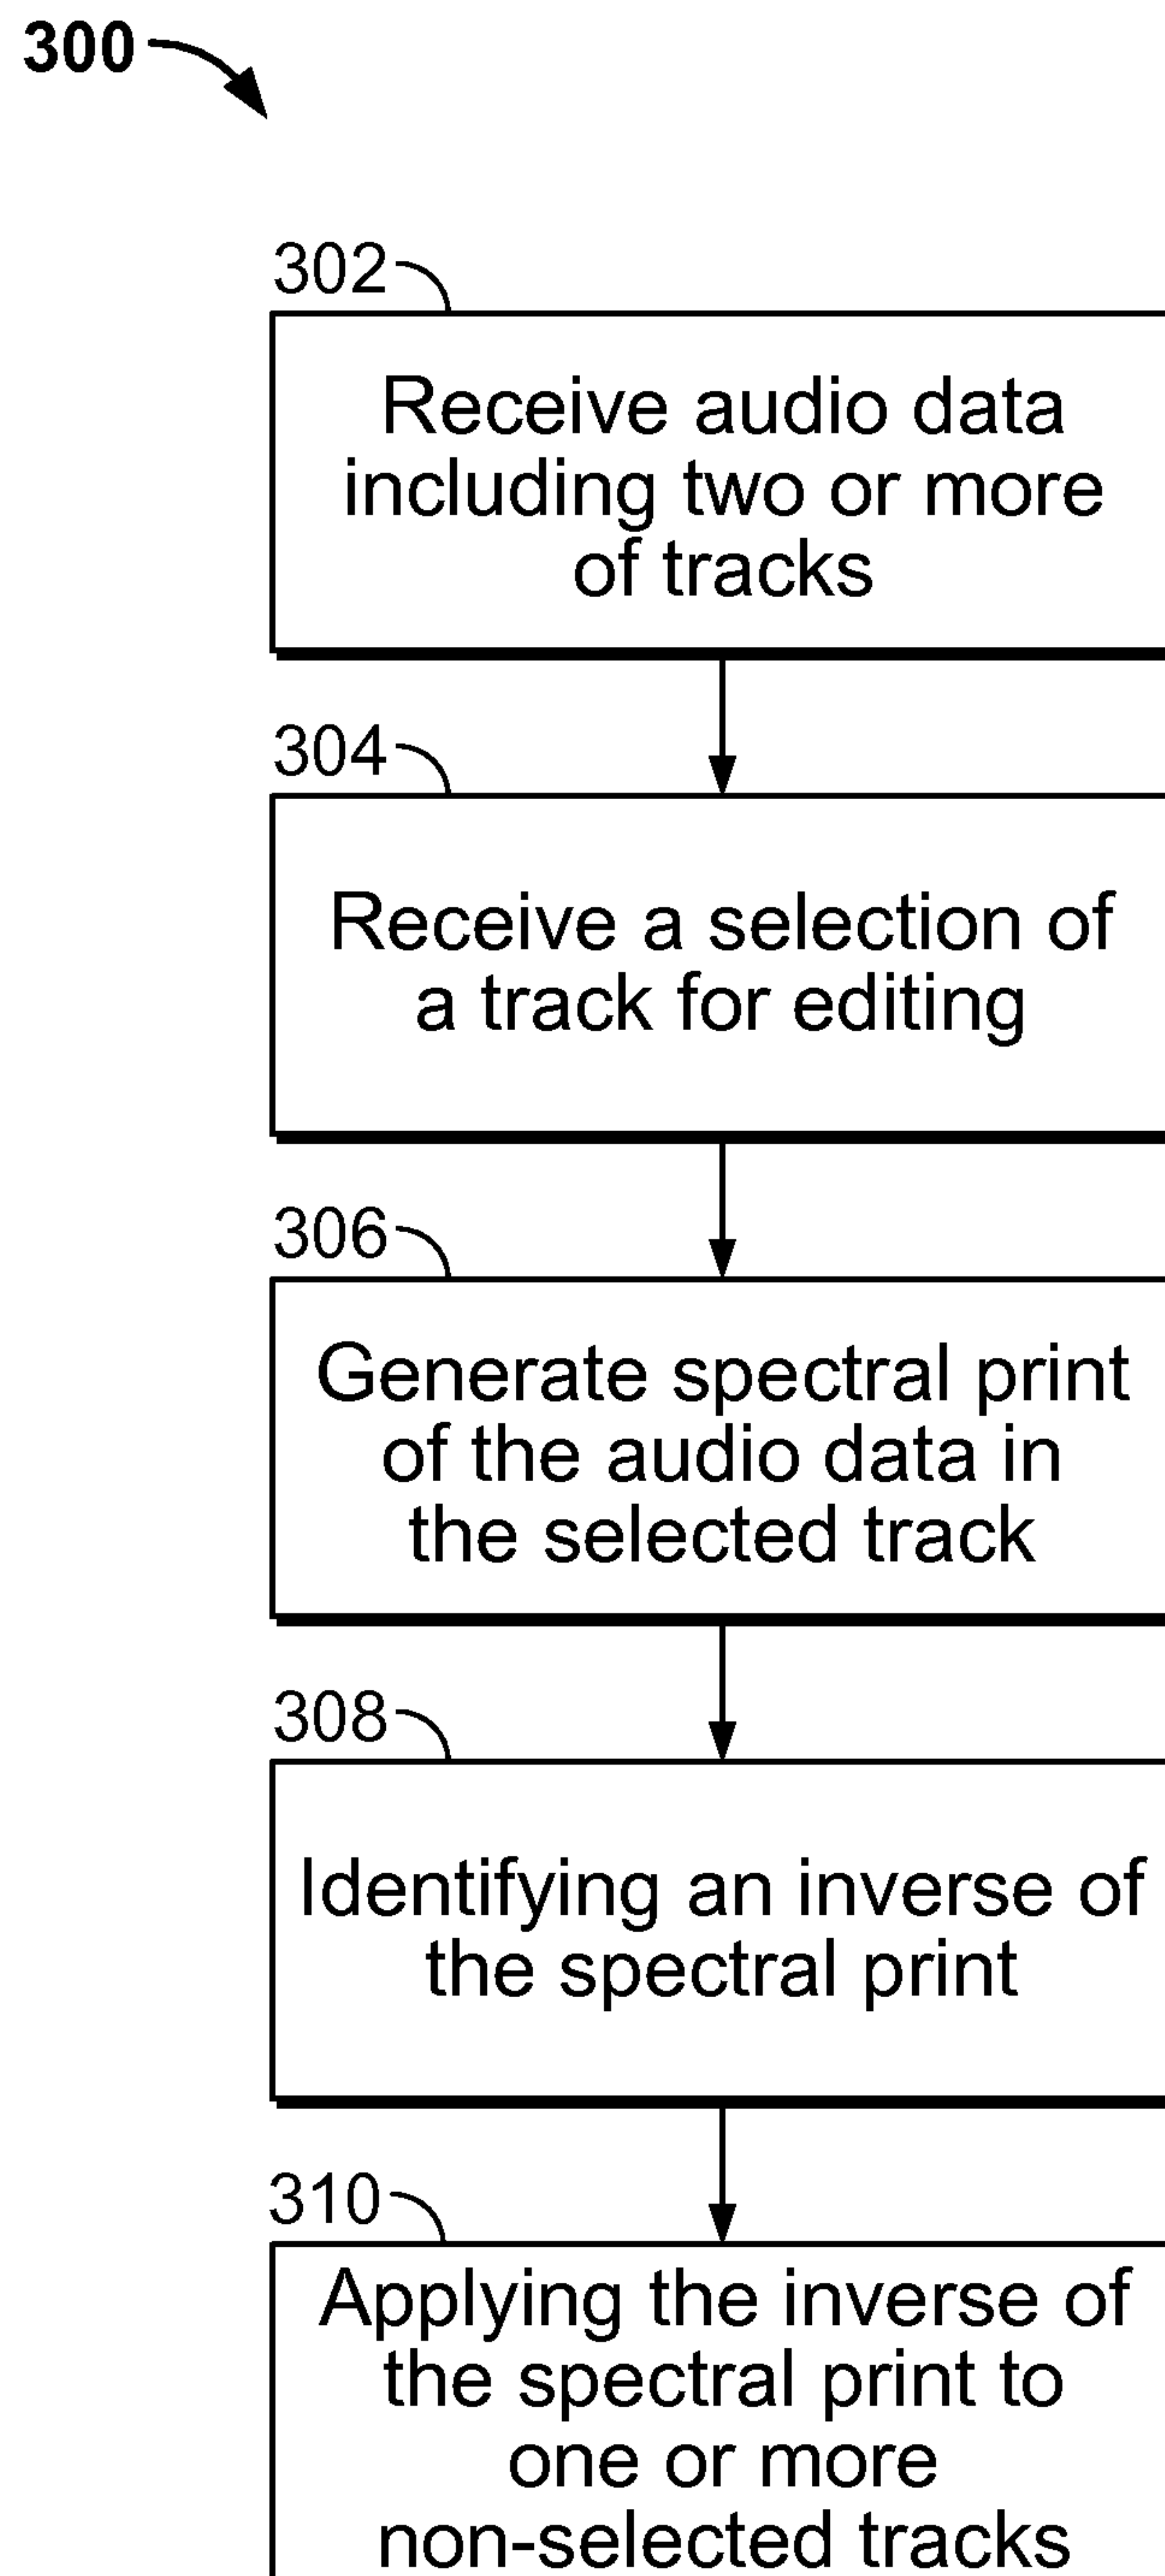 300
302
Receive audio data
including two or more
of tracks
304
Receive a selection of
a track for editing
306
Generate spectral print
of the audio data in
the selected track
308
Identifying an inverse of
the spectral print
310
Applying the inverse of
the spectral print to
one or more
non-selected tracks